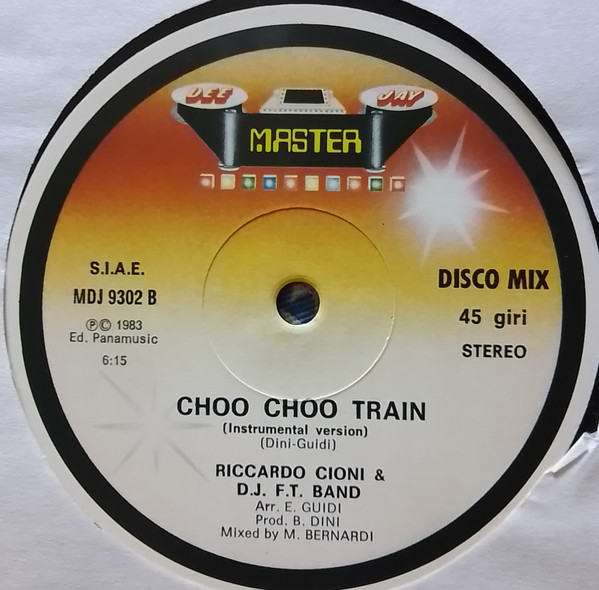 DEE JAY
MASTER
S.I.A.E.
MDJ 9302 B
℗© 1983
Ed. Panamusic
6:15
DISCO MIX
45 giri
STEREO
CHOO CHOO TRAIN
(Instrumental version)
(Dini-Guidi)
RICCARDO CIONI &
D.J. F.T. BAND
Arr. E. GUIDI
Prod. B. DINI
Mixed by M. BERNARDI